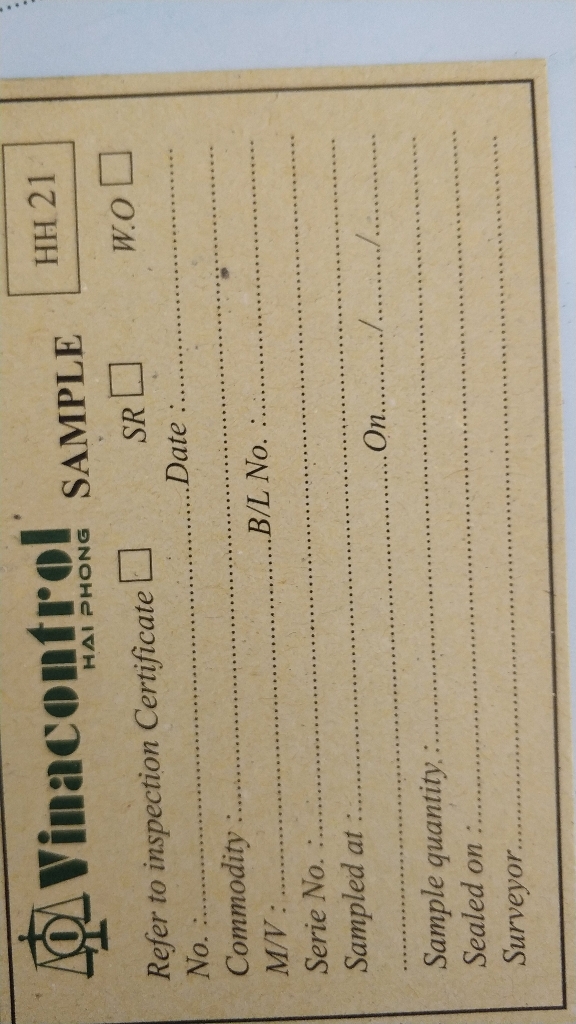 Vinacontrol SAMPLE HH 21
HAI PHONG
Refer to inspection Certificate SR W.O
No. : Date :
Commodity :
M/V : B/L No. :
Serie No. :
Sampled at :
On / /
Sample quantity :
Sealed on :
Surveyor